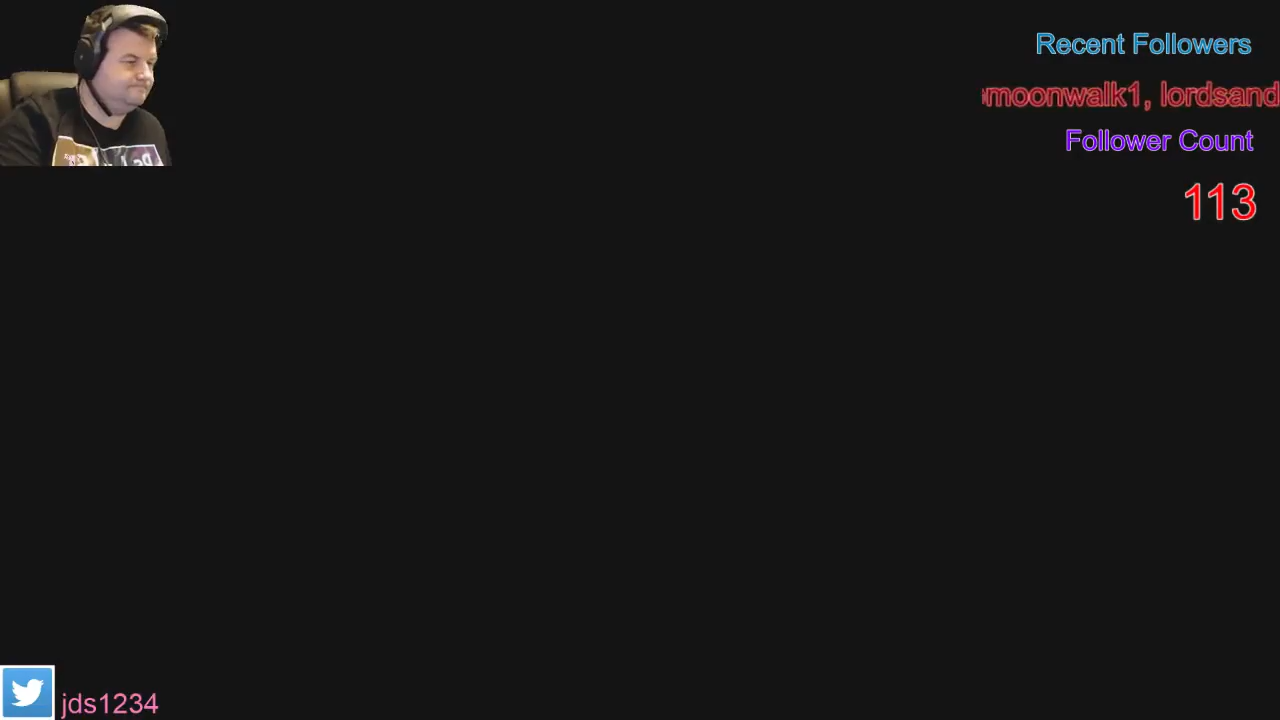 Recent Followers
moonwalk1, lordsand
Follower Count
113
jds1234